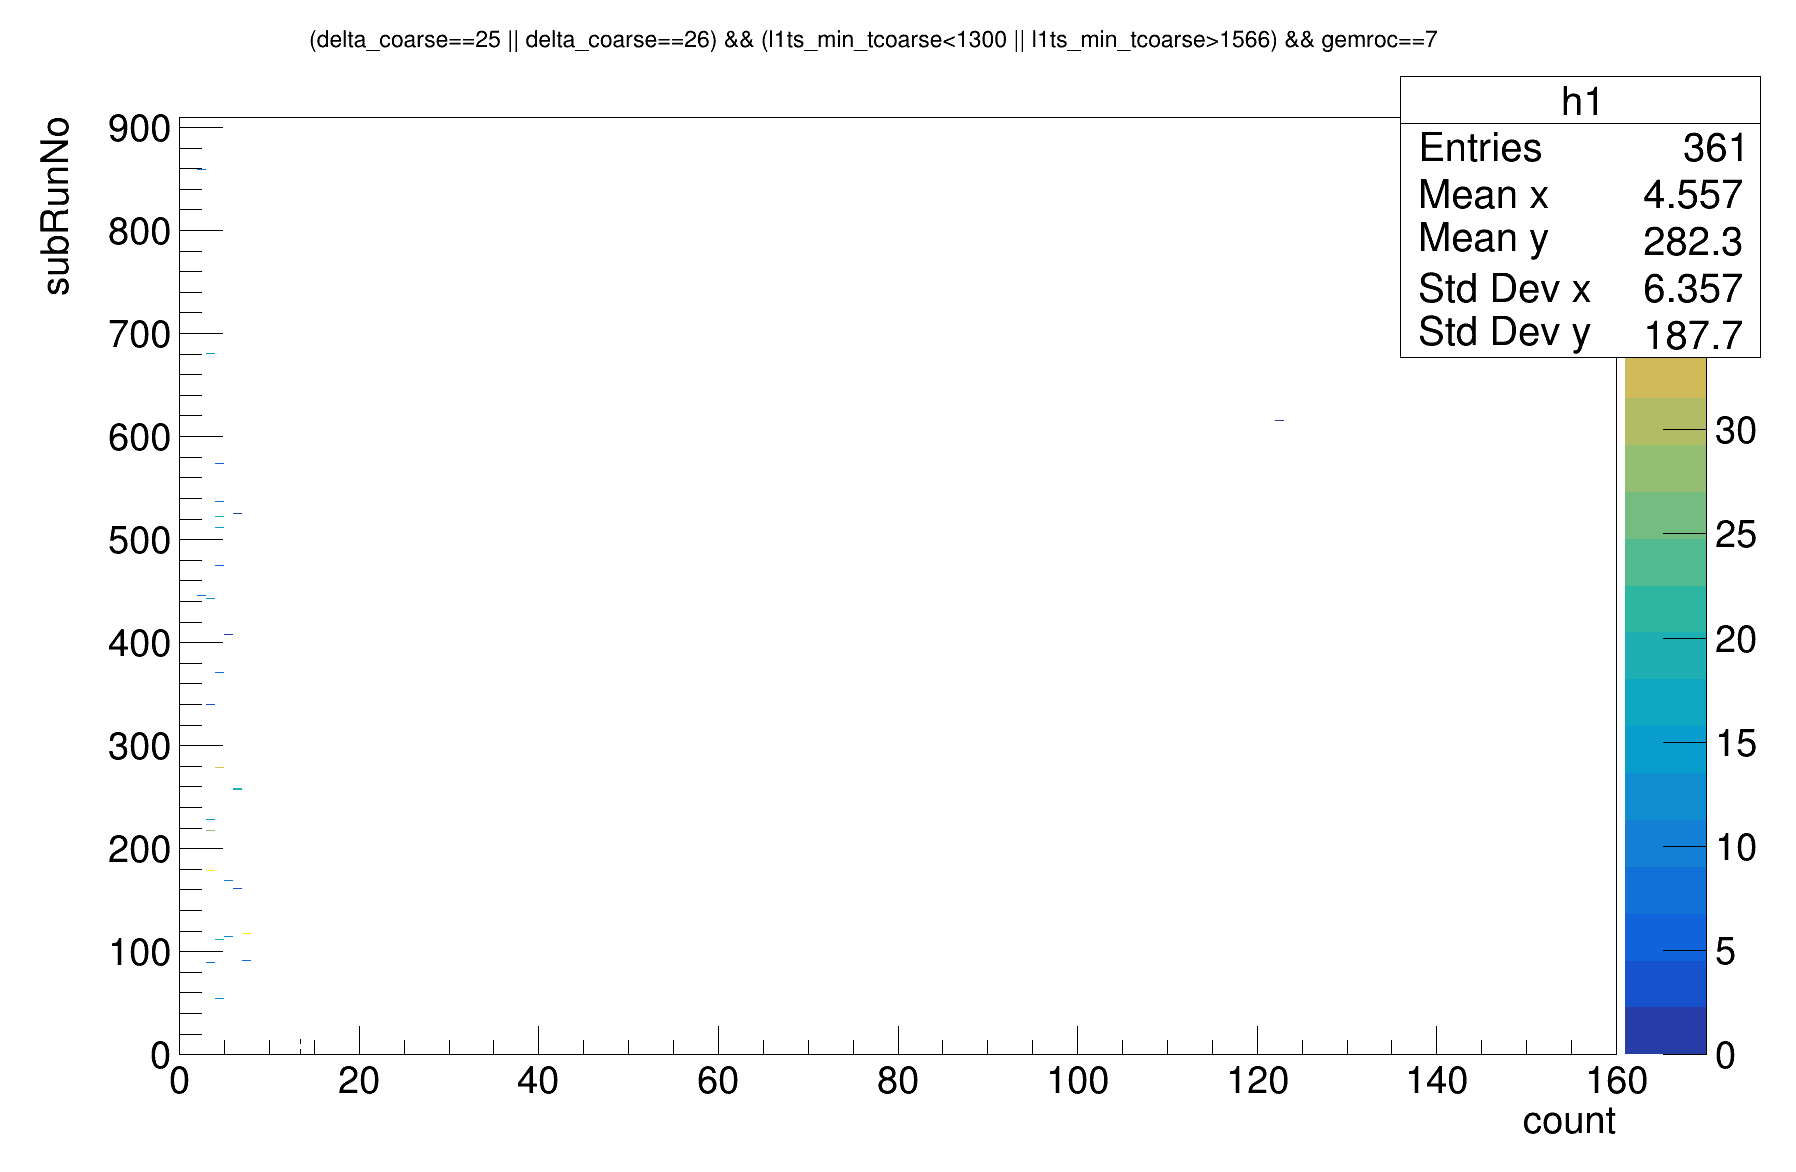 (delta_coarse==25 || delta_coarse==26) && (l1ts_min_tcoarse<1300 || l1ts_min_tcoarse>1566) && gemroc==7
h1
Entries 361
Mean x 4.557
Mean y 282.3
Std Dev x 6.357
Std Dev y 187.7
subRunNo
900
800
700
600
500
400
300
200
100
0
30
25
20
15
10
5
0
0 20 40 60 80 100 120 140 160
count